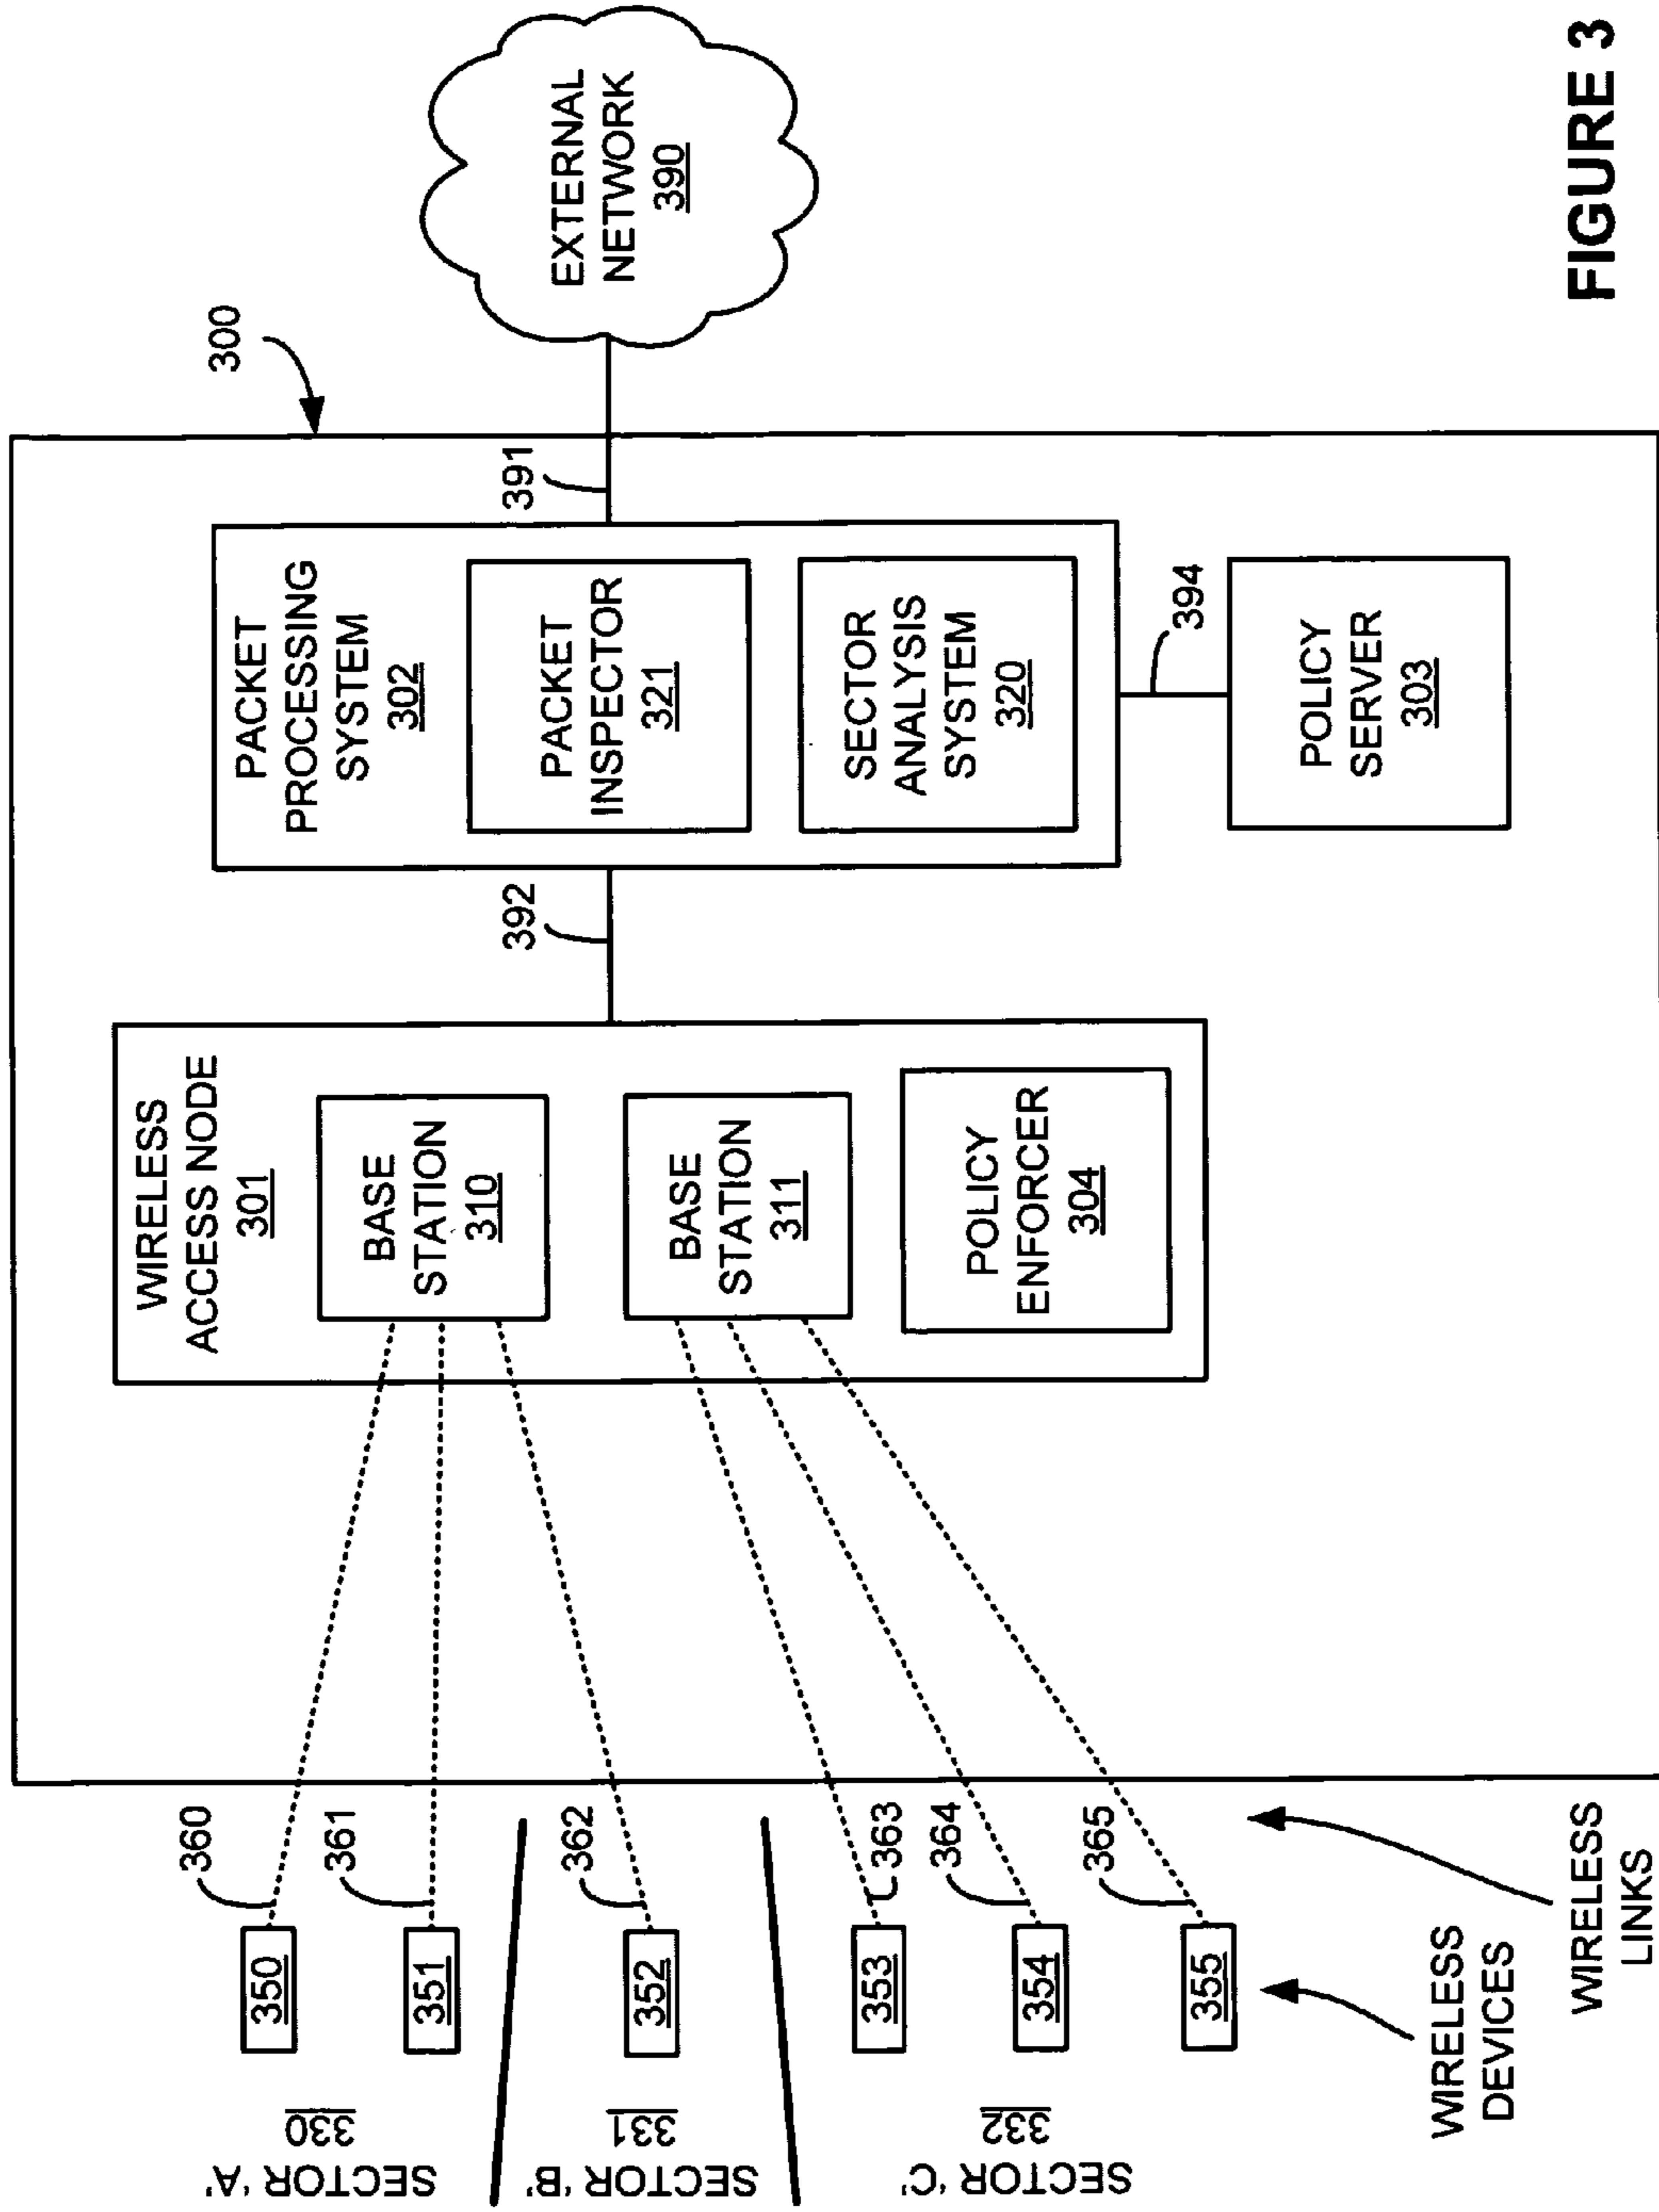 300
WIRELESS
ACCESS NODE
301
BASE
STATION
310
BASE
STATION
311
POLICY
ENFORCER
304
392
PACKET
PROCESSING
SYSTEM
302
PACKET
INSPECTOR
321
SECTOR
ANALYSIS
SYSTEM
320
391
394
POLICY
SERVER
303
EXTERNAL
NETWORK
390
SECTOR 'A'
330
350
360
351
361
SECTOR 'B'
331
352
362
SECTOR 'C'
332
353
363
354
364
355
365
WIRELESS
DEVICES
WIRELESS
LINKS
FIGURE 3